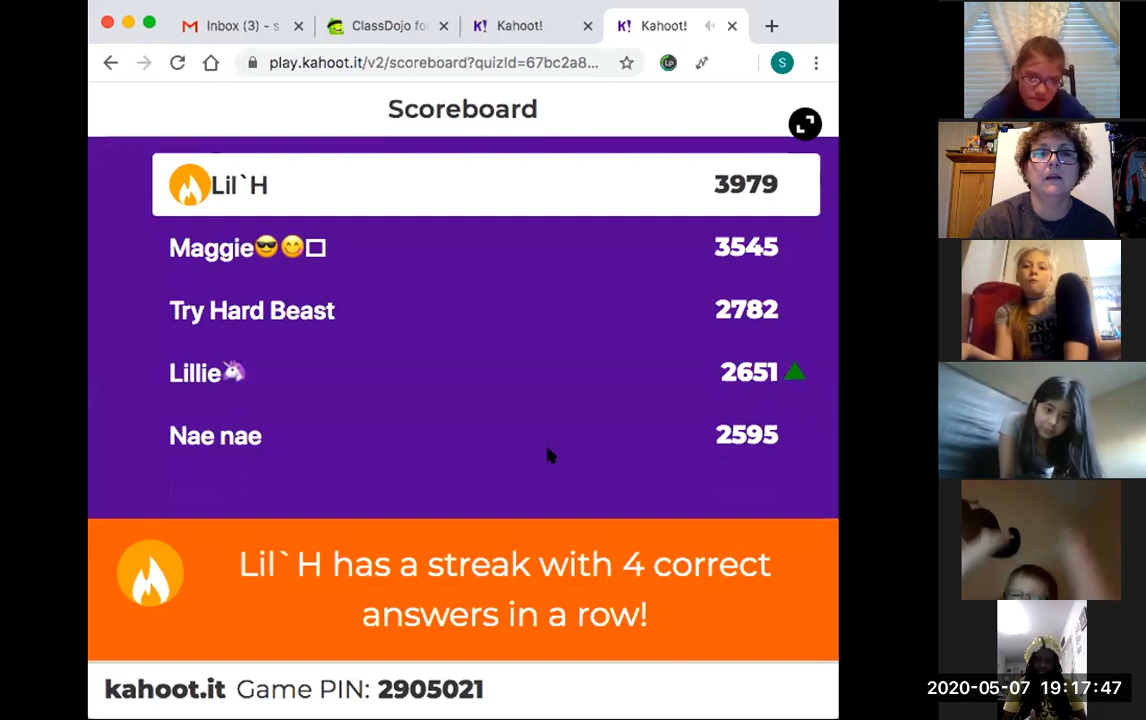 Inbox (3) - s
ClassDojo fo
K! Kahoot!
K! Kahoot!
play.kahoot.it/v2/scoreboard?quizId=67bc2a8...
Lp
S
Scoreboard
Lil`H 3979
Maggie😎😋□ 3545
Try Hard Beast 2782
Lillie🦄 2651
Nae nae 2595
Lil`H has a streak with 4 correct
answers in a row!
kahoot.it Game PIN: 2905021
2020-05-07 19:17:47